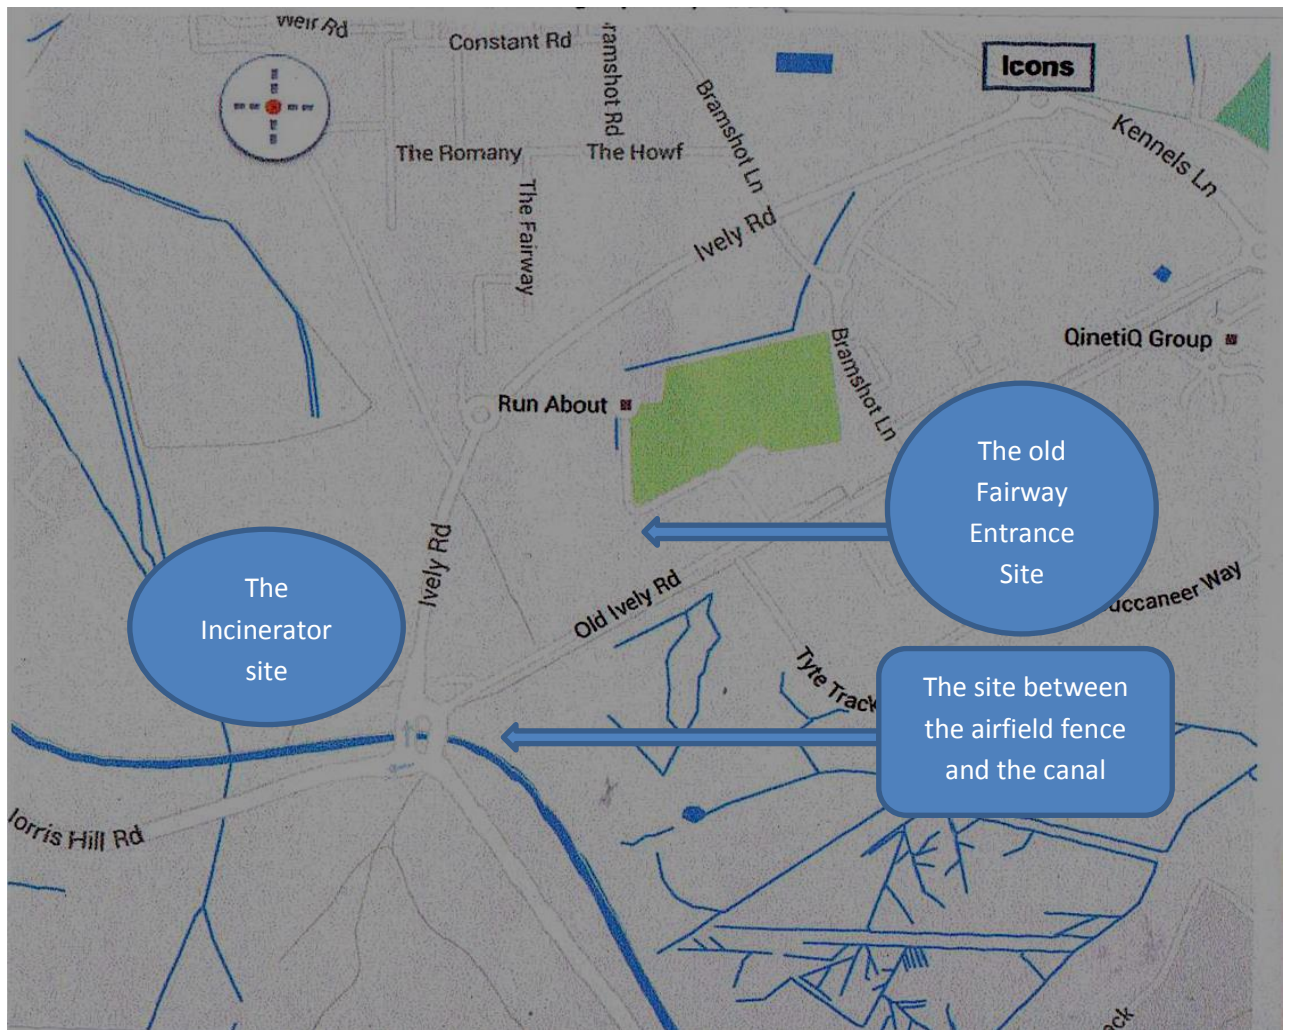 Weir Rd
Constant Rd
ramshot Rd
Icons
Bramshot Ln
Kennels Ln
The Romany
The Howf
The Fairway
Ively Rd
QinetiQ Group
Bramshot Ln
Run About
The old
Fairway
Entrance
Site
Ively Rd
The
Incinerator
site
Old Ively Rd
uccaneer Way
Tyte Track
The site between
the airfield fence
and the canal
lorris Hill Rd
ack